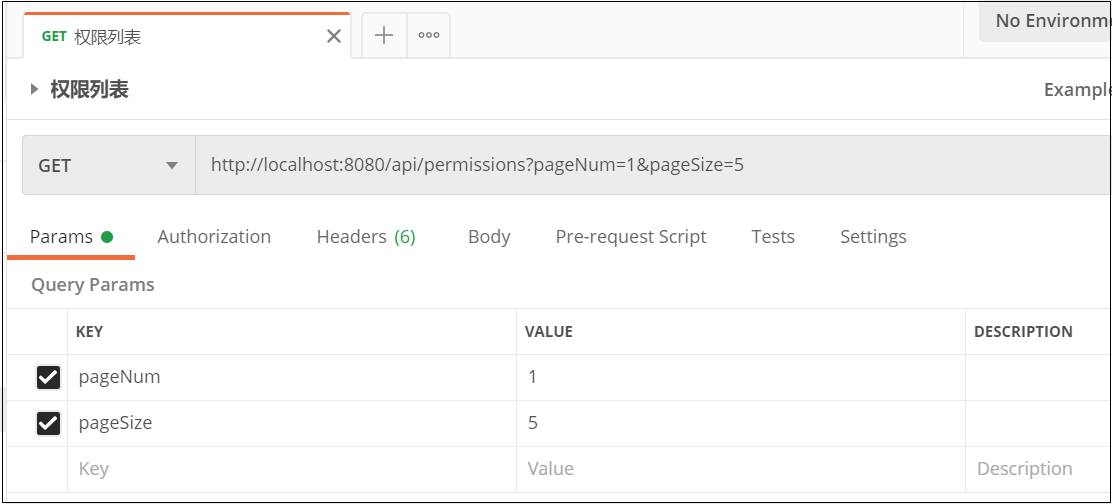 GET 权限列表
No Environme
权限列表
Example
GET http://localhost:8080/api/permissions?pageNum=1&pageSize=5
Params Authorization Headers (6) Body Pre-request Script Tests Settings
Query Params
KEY VALUE DESCRIPTION
pageNum 1
pageSize 5
Key Value Description